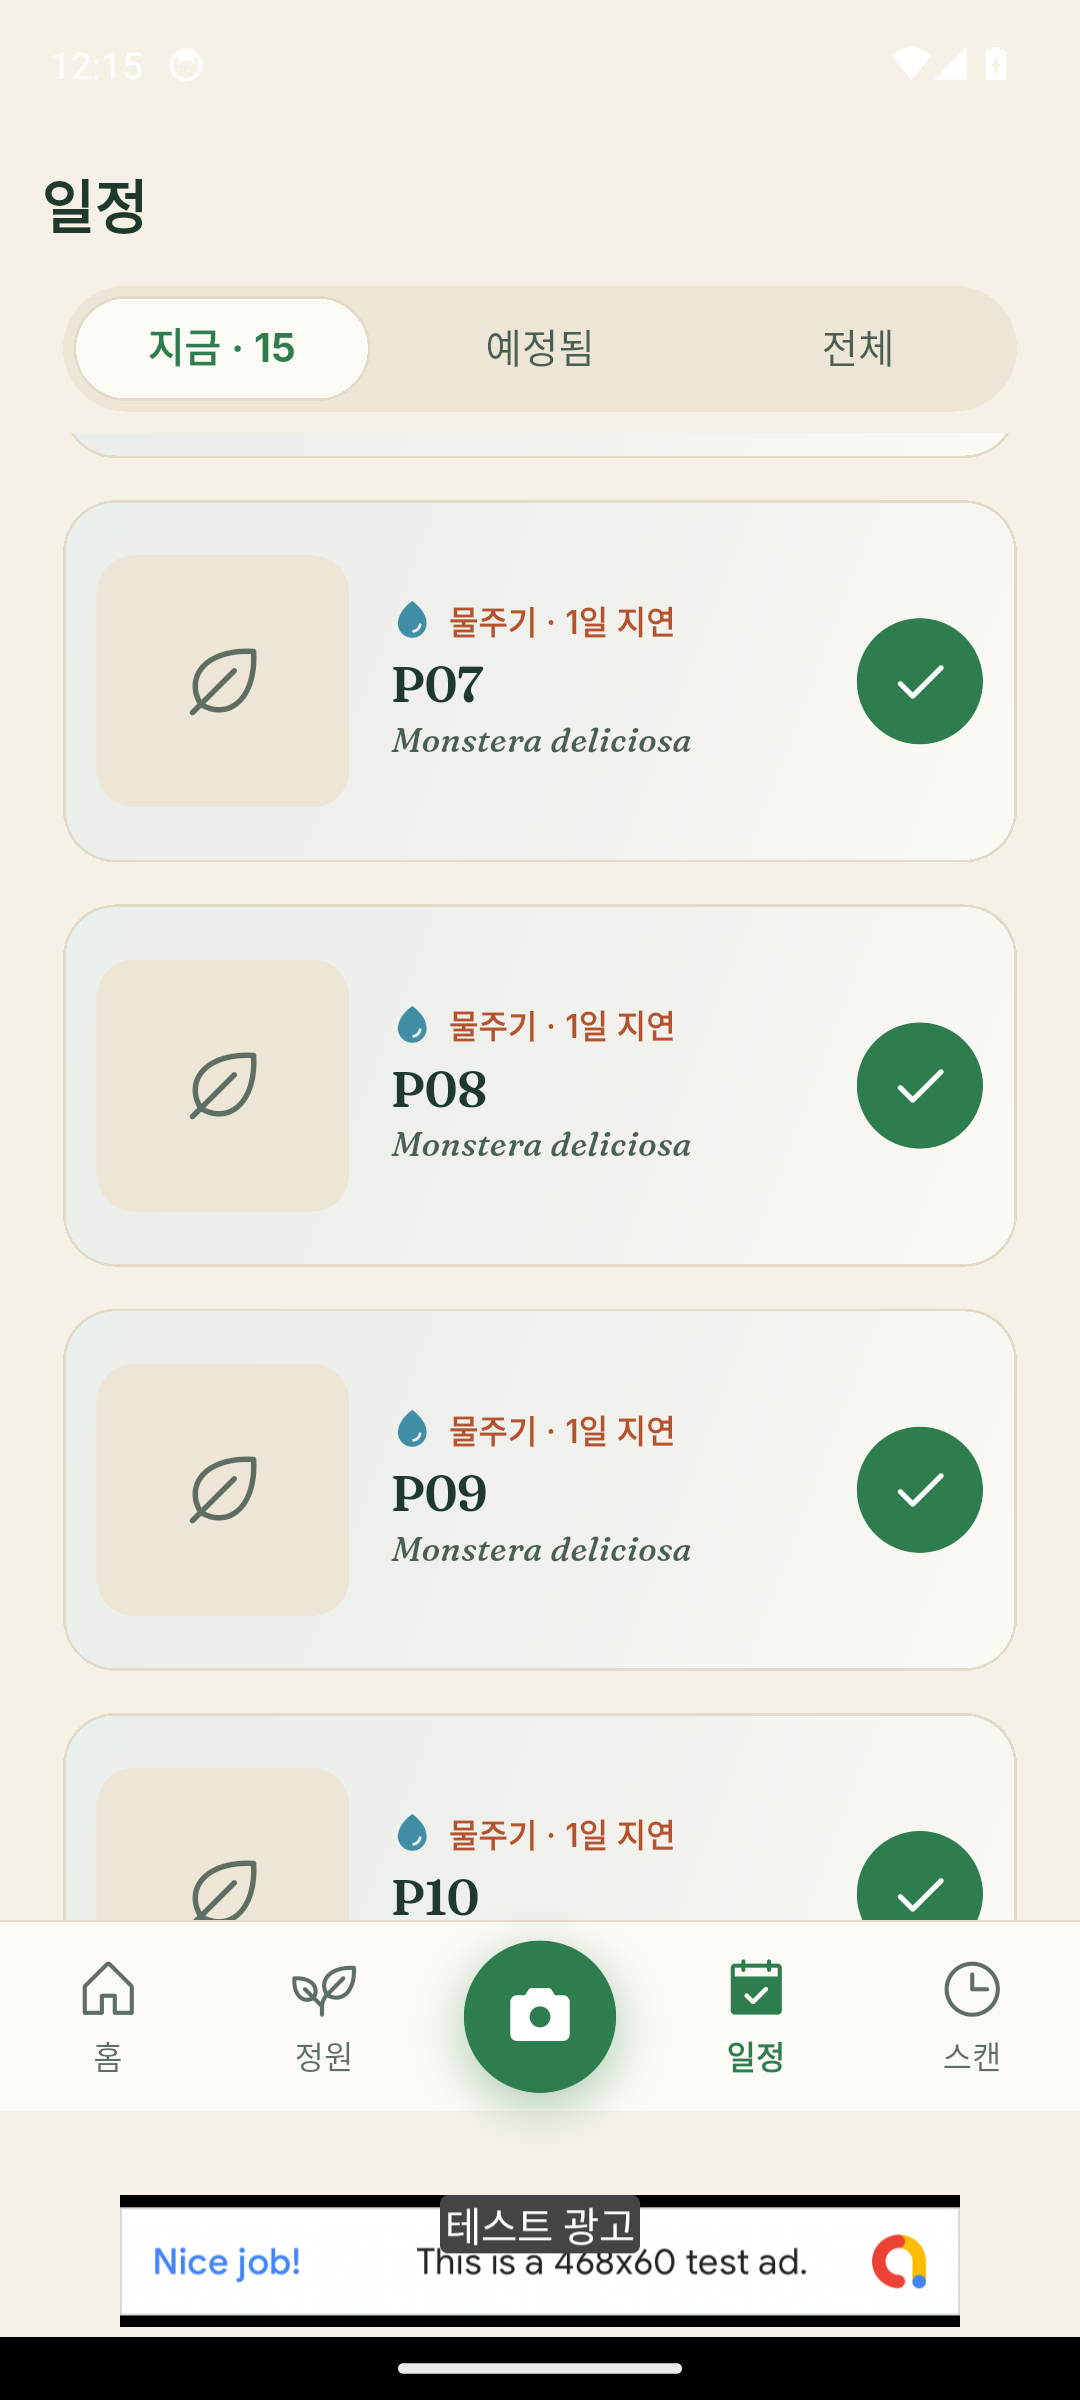 12:15
일정
지금 · 15
예정됨
전체
물주기 · 1일 지연
P07
Monstera deliciosa
물주기 · 1일 지연
P08
Monstera deliciosa
물주기 · 1일 지연
P09
Monstera deliciosa
물주기 · 1일 지연
P10
홈
정원
일정
스캔
테스트 광고
Nice job!
This is a 468x60 test ad.